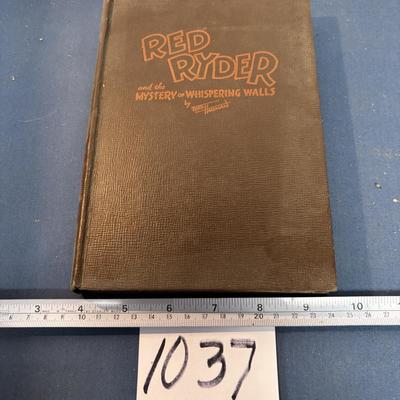 RED
RYDER
and the
MYSTERY OF WHISPERING WALLS
by
3 4 5 6 7 8 9 10
1037